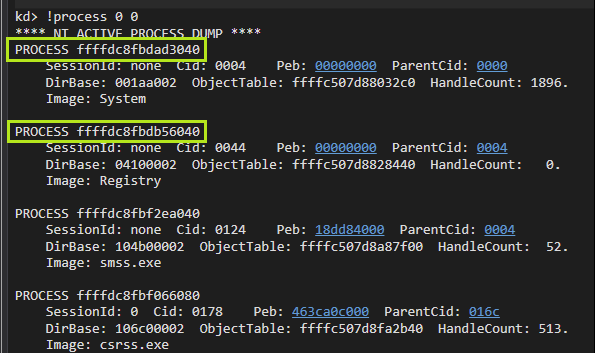 kd> !process 0 0
**** NT ACTIVE PROCESS DUMP ****
PROCESS ffffdc8fbdad3040
SessionId: none Cid: 0004 Peb: 00000000 ParentCid: 0000
DirBase: 001aa002 ObjectTable: ffffc507d88032c0 HandleCount: 1896.
Image: System
PROCESS ffffdc8fbdb56040
SessionId: none Cid: 0044 Peb: 00000000 ParentCid: 0004
DirBase: 04100002 ObjectTable: ffffc507d8828440 HandleCount: 0.
Image: Registry
PROCESS ffffdc8fbf2ea040
SessionId: none Cid: 0124 Peb: 18dd84000 ParentCid: 0004
DirBase: 104b00002 ObjectTable: ffffc507d8a87f00 HandleCount: 52.
Image: smss.exe
PROCESS ffffdc8fbf066080
SessionId: 0 Cid: 0178 Peb: 463ca0c000 ParentCid: 016c
DirBase: 106c00002 ObjectTable: ffffc507d8fa2b40 HandleCount: 513.
Image: csrss.exe